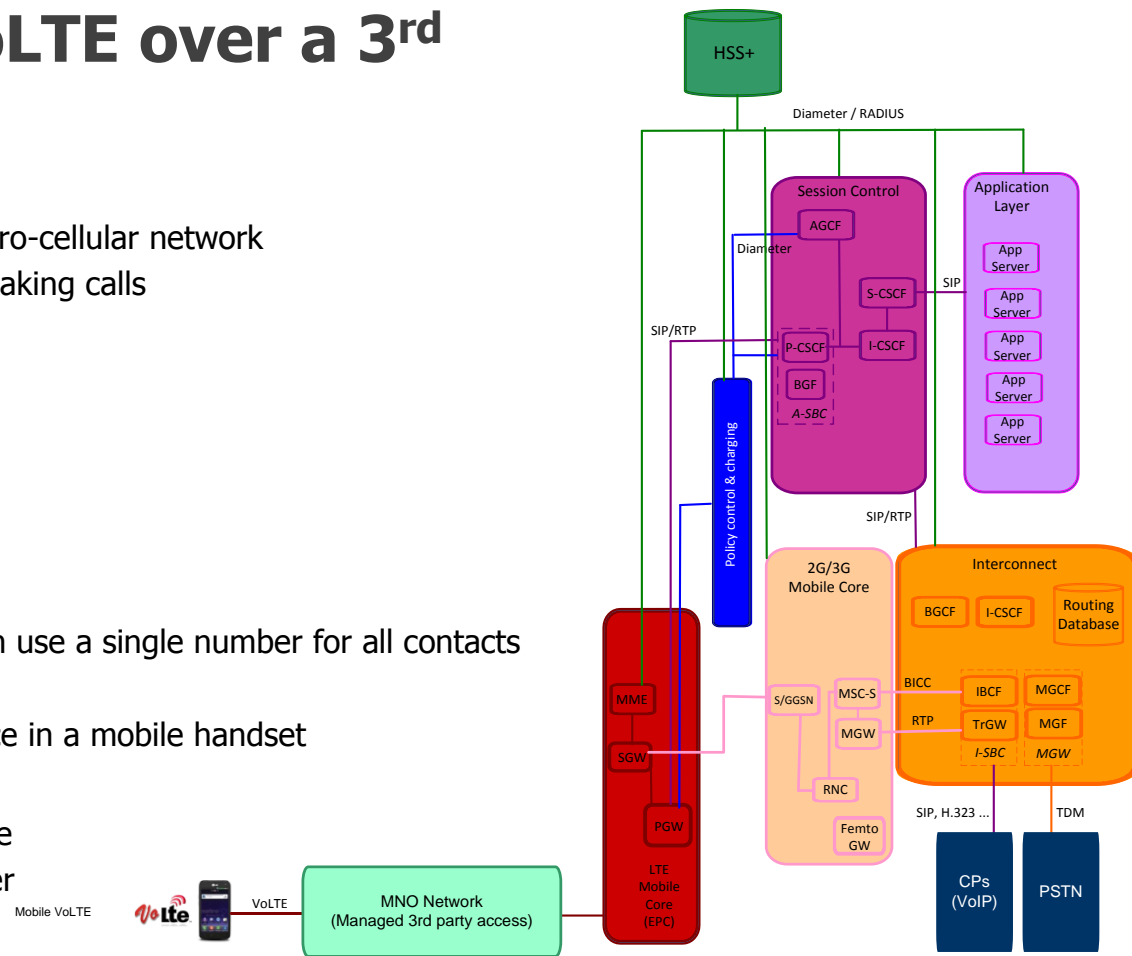 oLTE over a 3rd
ro-cellular network
aking calls
n use a single number for all contacts
e in a mobile handset
e
er
HSS+
Diameter / RADIUS
Session Control
AGCF
Diameter
S-CSCF
SIP
SIP/RTP
P-CSCF
I-CSCF
BGF
A-SBC
Application
Layer
App
Server
App
Server
App
Server
App
Server
App
Server
Policy control & charging
SIP/RTP
2G/3G
Mobile Core
S/GGSN
MSC-S
MGW
RNC
Femto
GW
BICC
RTP
Interconnect
BGCF
I-CSCF
Routing
Database
IBCF
MGCF
TrGW
MGF
I-SBC
MGW
SIP, H.323 ...
TDM
CPs
(VoIP)
PSTN
MME
SGW
PGW
LTE
Mobile
Core
(EPC)
Mobile VoLTE
VoLte
VoLTE
MNO Network
(Managed 3rd party access)